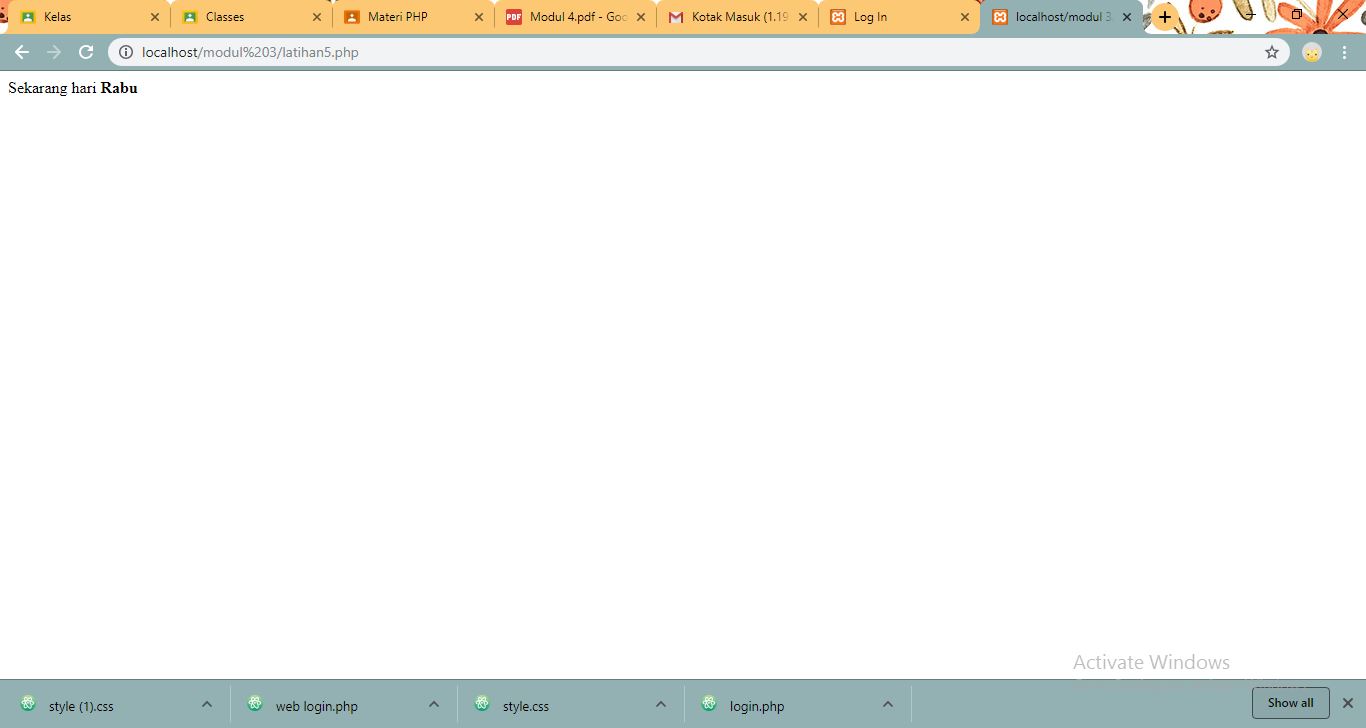 Kelas
Classes
Materi PHP
Modul 4.pdf - Goo
Kotak Masuk (1.19
Log In
localhost/modul 3
localhost/modul%203/latihan5.php
Sekarang hari Rabu
Activate Windows
style (1).css
web login.php
style.css
login.php
Show all